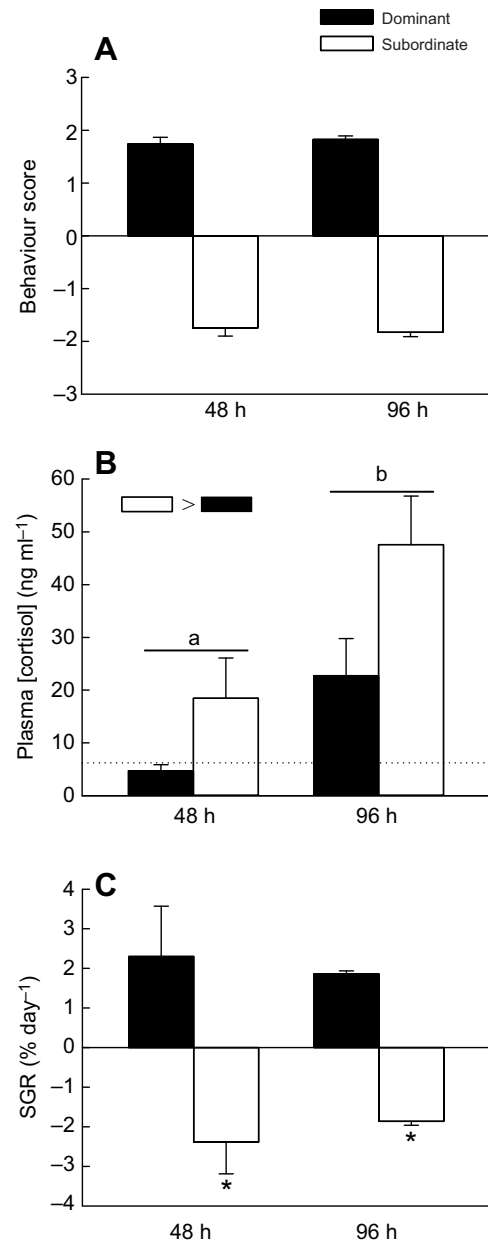 Dominant
Subordinate
A
3
2
1
0
–1
–2
–3
Behaviour score
48 h 96 h
B
60
50
40
30
20
10
0
Plasma [cortisol] (ng ml–1)
>
a
b
48 h 96 h
C
4
3
2
1
0
–1
–2
–3
–4
SGR (% day–1)
* *
48 h 96 h